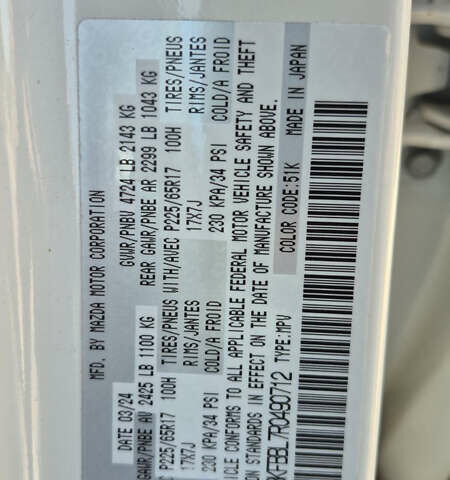 MFD. BY MAZDA MOTOR CORPORATION
DATE 03/24 GVWR/PNBV 4724 LB 2143 KG
GAWR/PNBE AV 2425 LB 1100 KG REAR GAWR/PNBE AR 2299 LB 1043 KG
P225/65R17 100H TIRES/PNEUS WITH/AVEC P225/65R17 100H TIRES/PNEUS
17X7J RIMS/JANTES 17X7J RIMS/JANTES
230 KPA/34 PSI COLD/A FROID 230 KPA/34 PSI COLD/A FROID
CONFORMS TO ALL APPLICABLE FEDERAL MOTOR VEHICLE SAFETY AND THEFT
STANDARDS IN EFFECT ON THE DATE OF MANUFACTURE SHOWN ABOVE.
KFBBL7R0490712 TYPE:MPV COLOR CODE:51K MADE IN JAPAN